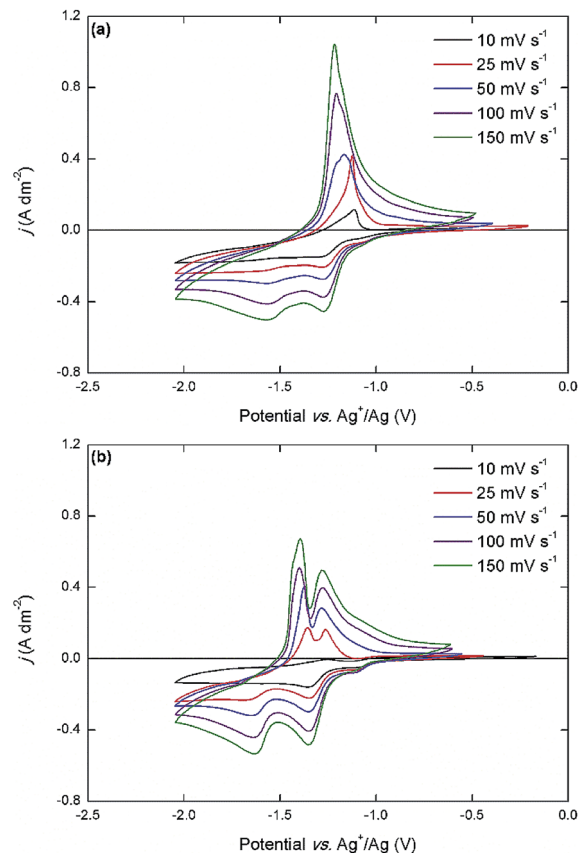 (a)
10 mV s⁻¹
25 mV s⁻¹
50 mV s⁻¹
100 mV s⁻¹
150 mV s⁻¹
1.2
0.8
0.4
0.0
-0.4
-0.8
j (A dm⁻²)
-2.5 -2.0 -1.5 -1.0 -0.5 0.0
Potential vs. Ag⁺/Ag (V)
(b)
10 mV s⁻¹
25 mV s⁻¹
50 mV s⁻¹
100 mV s⁻¹
150 mV s⁻¹
1.2
0.8
0.4
0.0
-0.4
-0.8
j (A dm⁻²)
-2.5 -2.0 -1.5 -1.0 -0.5 0.0
Potential vs. Ag⁺/Ag (V)